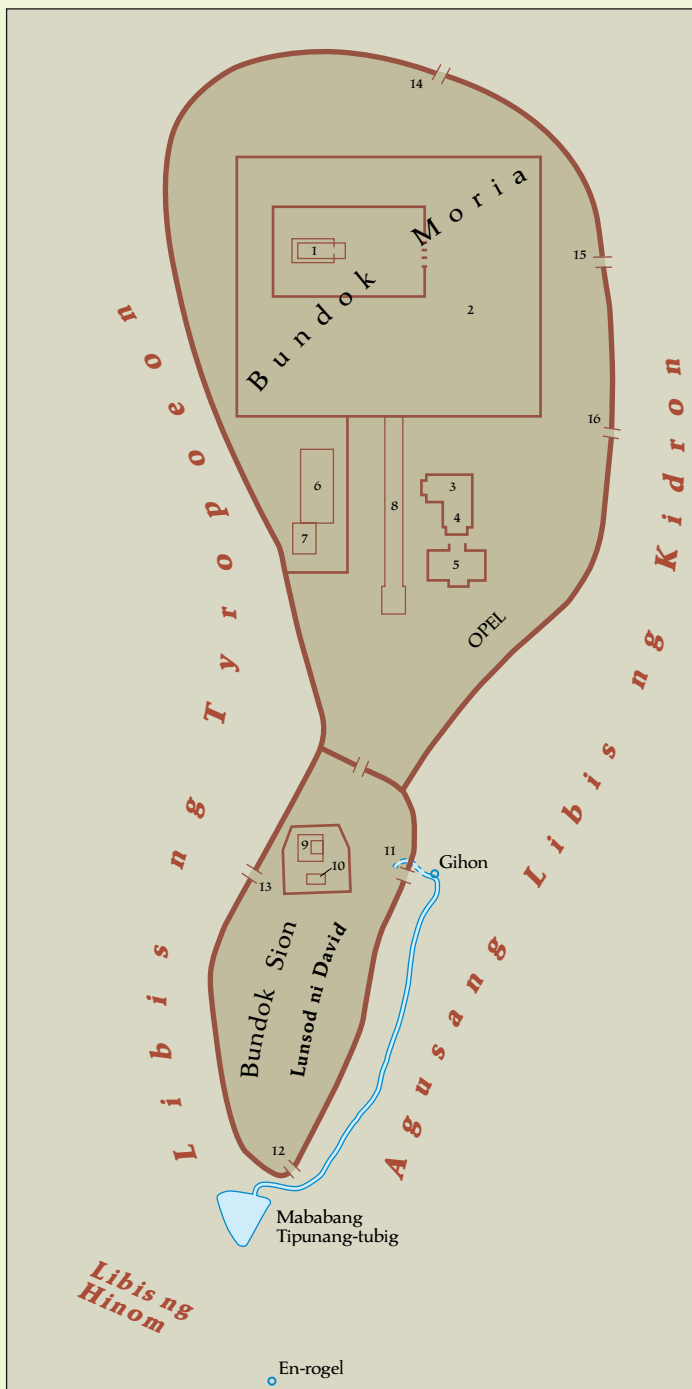 14
15
Bundok Moria
1
2
16
6
3
8
4
7
5
OPEL
Libis ng Tyropoeon
Agusang Libis ng Kidron
9
11
10
Gihon
13
Bundok Sion
Lunsod ni David
12
Mababang
Tipunang-tubig
Libis ng
Hinom
En-rogel